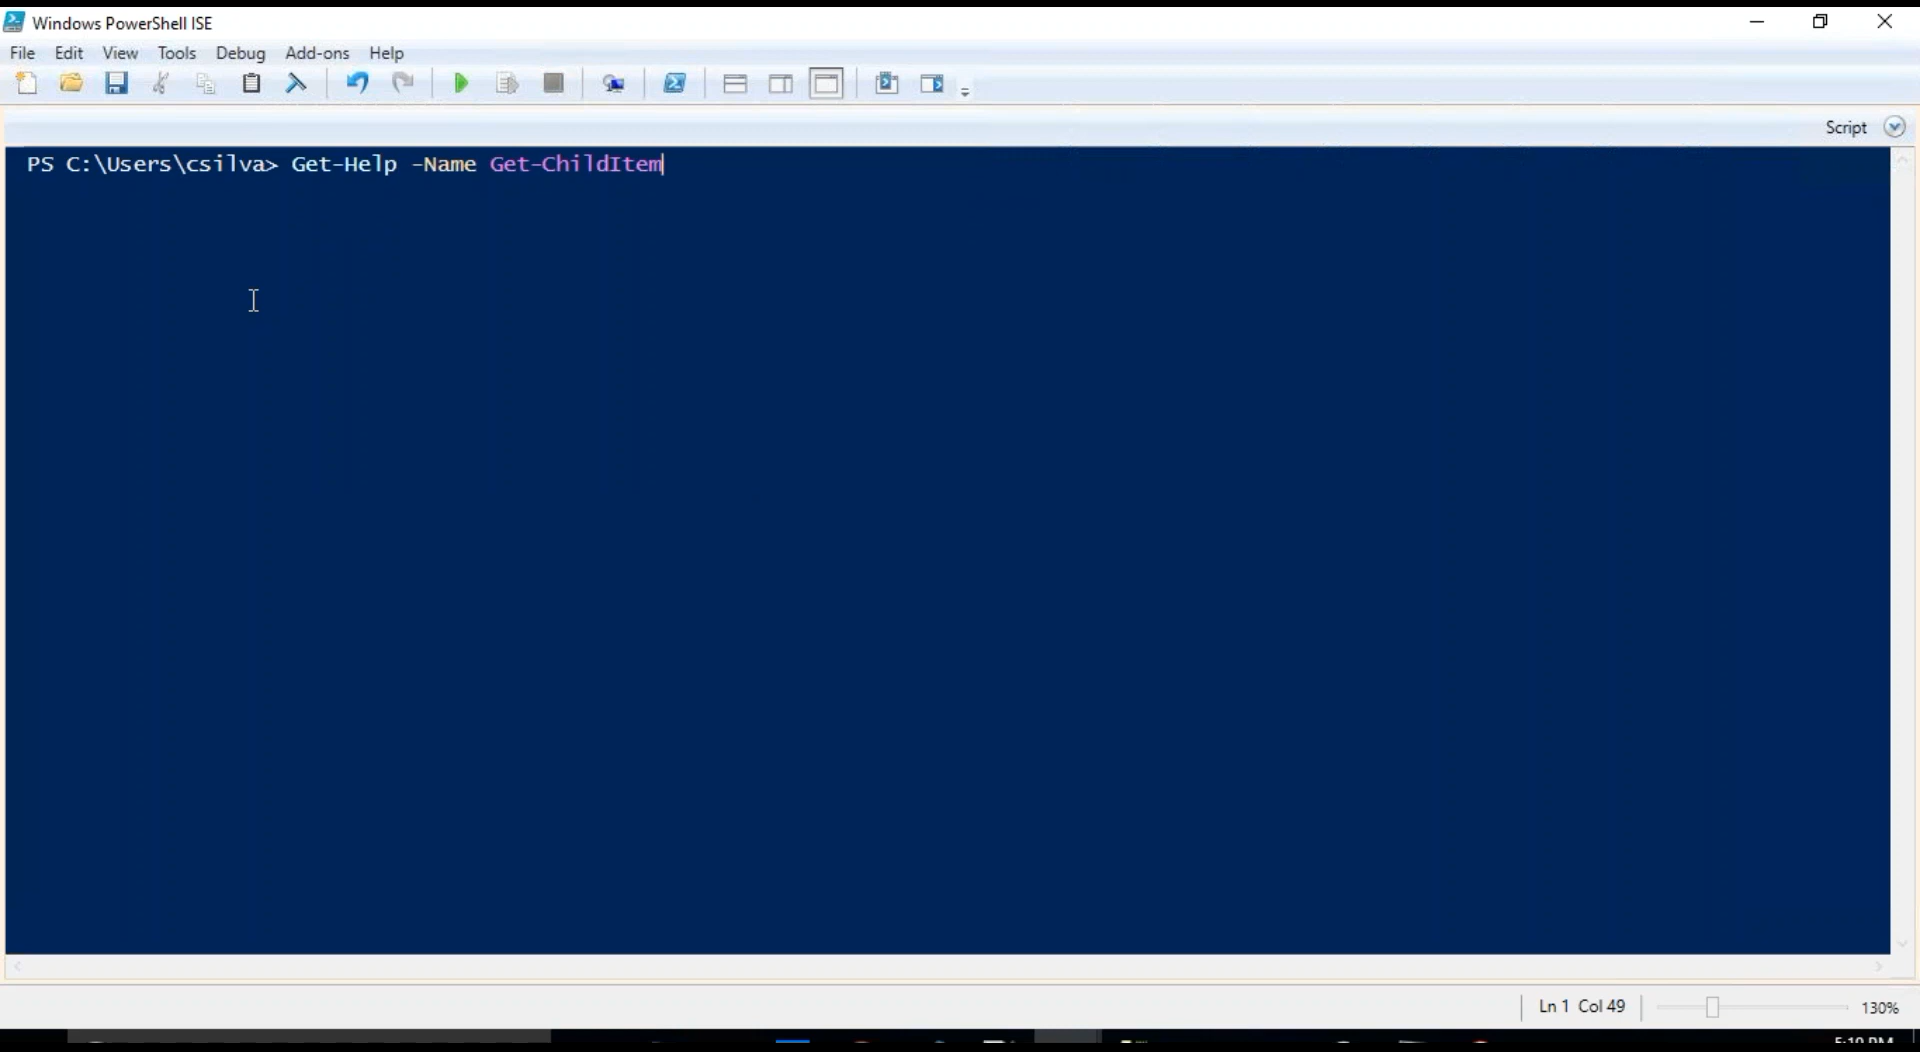 Windows PowerShell ISE
File Edit View Tools Debug Add-ons Help
Script
PS C:\Users\csilva> Get-Help -Name Get-ChildItem
Ln 1 Col 49
130%